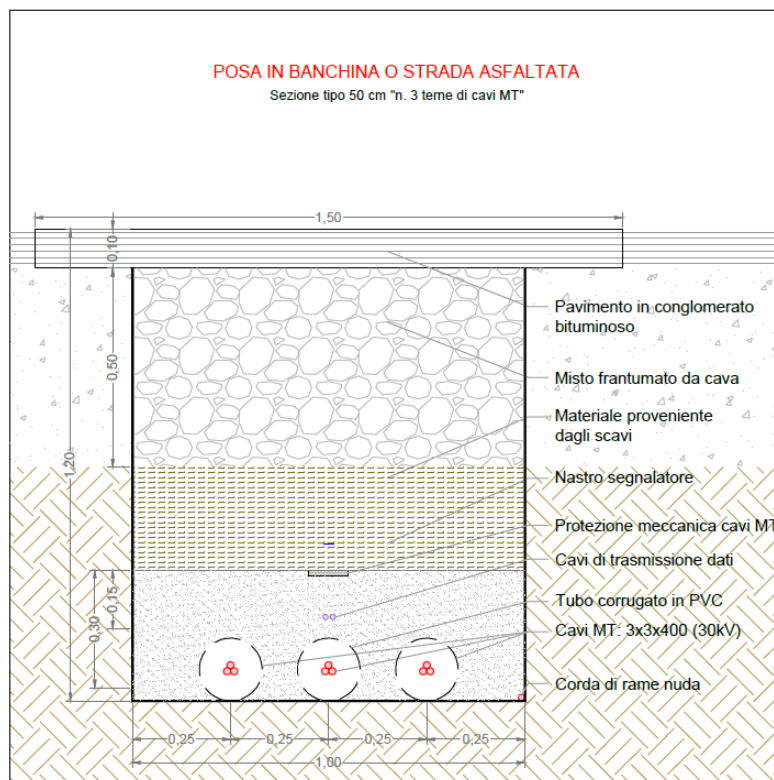 POSA IN BANCHINA O STRADA ASFALTATA
Sezione tipo 50 cm "n. 3 terne di cavi MT"
1,50
0,10
Pavimento in conglomerato
bituminoso
0,50
Misto frantumato da cava
Materiale proveniente
dagli scavi
1,20
Nastro segnalatore
Protezione meccanica cavi MT
Cavi di trasmissione dati
0,15
Tubo corrugato in PVC
0,30
Cavi MT: 3x3x400 (30kV)
Corda di rame nuda
0,25 0,25 0,25 0,25
1,00